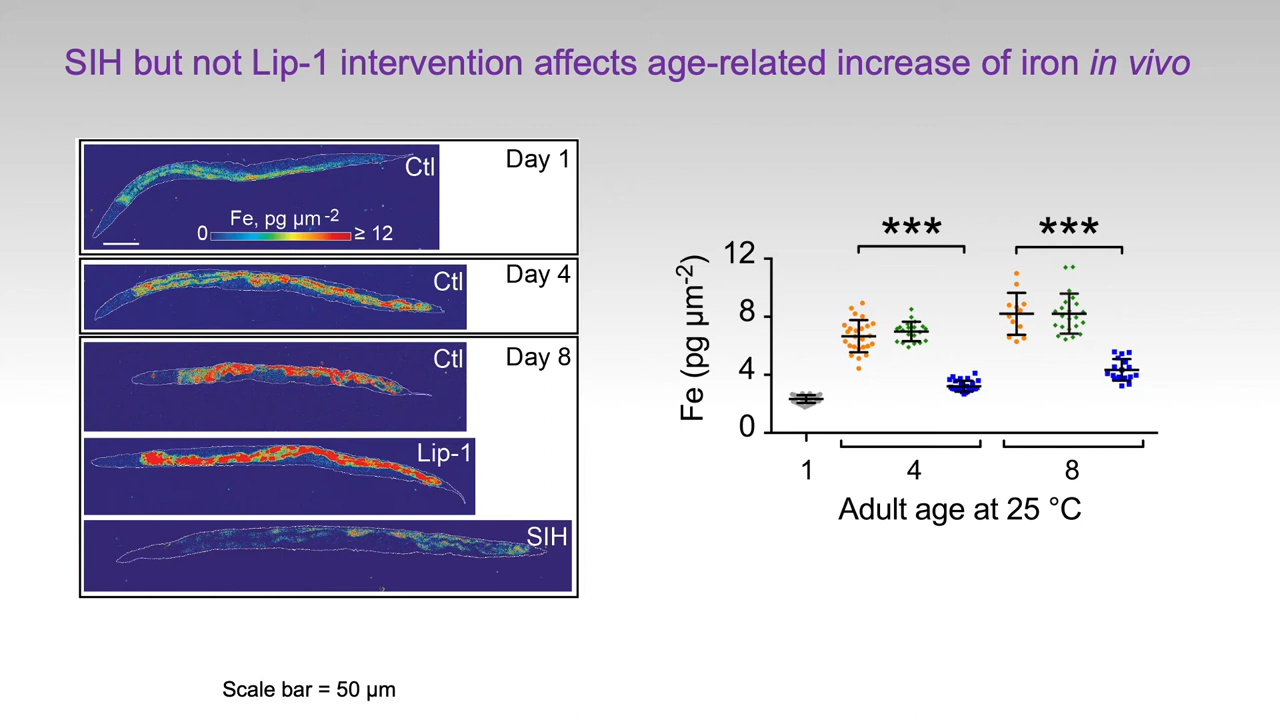 SIH but not Lip-1 intervention affects age-related increase of iron in vivo
Ctl
Day 1
Fe, pg µm-2
0
≥ 12
Ctl
Day 4
Ctl
Day 8
Lip-1
SIH
Scale bar = 50 µm
***
***
Fe (pg µm-2)
12
8
4
0
1
4
8
Adult age at 25 °C